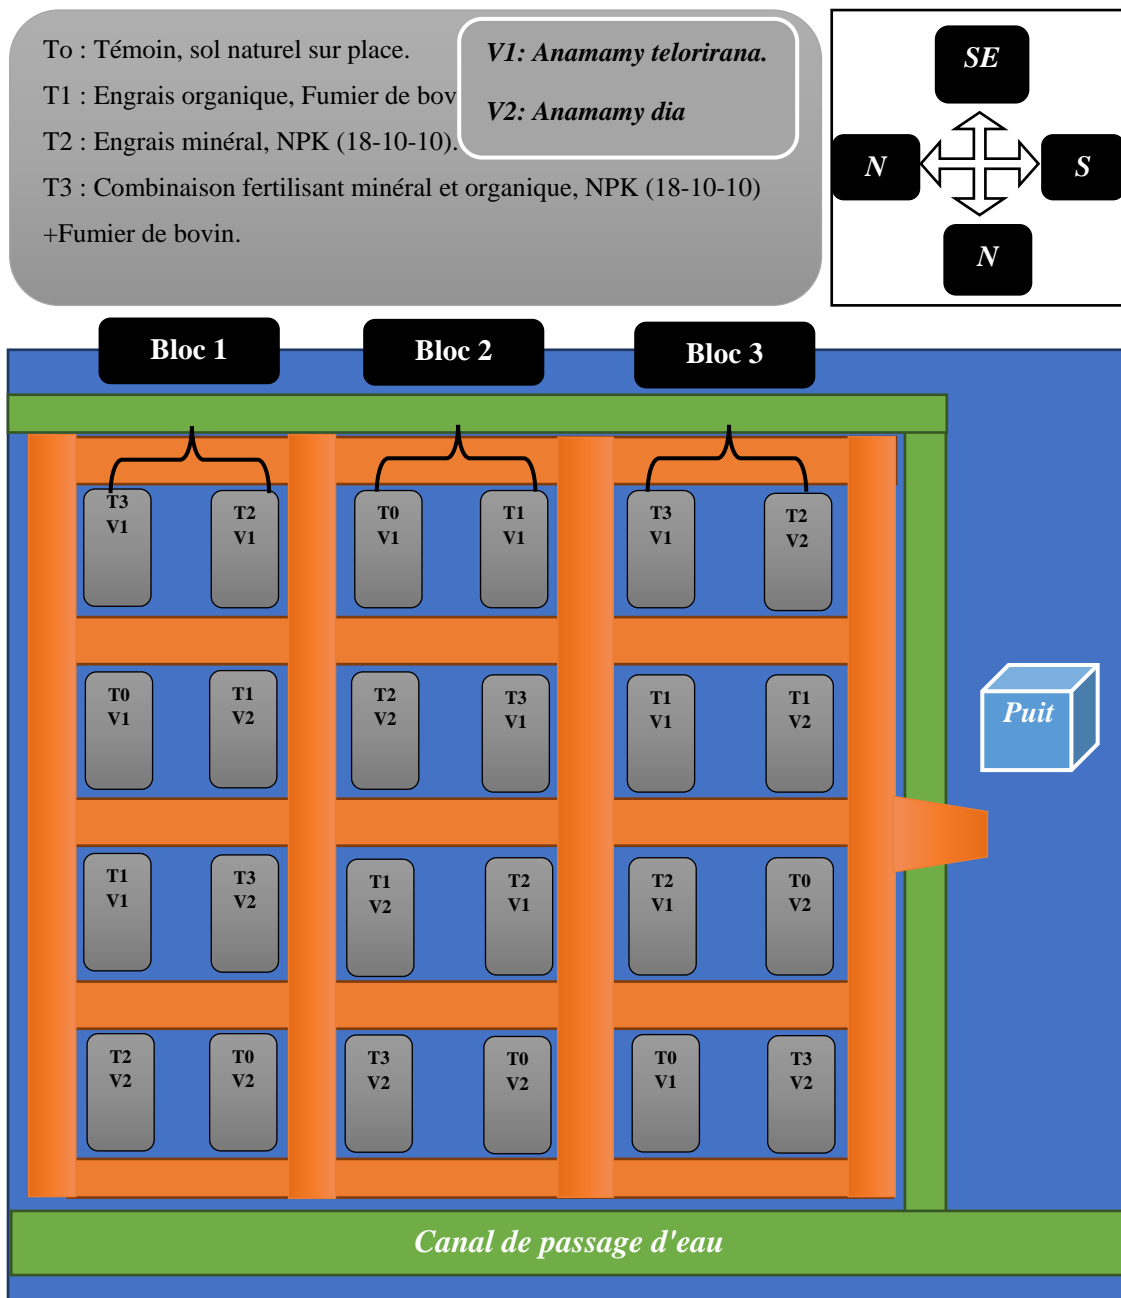 To : Témoin, sol naturel sur place.
T1 : Engrais organique, Fumier de bov
T2 : Engrais minéral, NPK (18-10-10).
T3 : Combinaison fertilisant minéral et organique, NPK (18-10-10)
+Fumier de bovin.
V1: Anamamy telorirana.
V2: Anamamy dia
SE
N
S
N
Bloc 1
Bloc 2
Bloc 3
T3
V1
T2
V1
T0
V1
T1
V1
T3
V1
T2
V2
T0
V1
T1
V2
T2
V2
T3
V1
T1
V1
T1
V2
Puit
T1
V1
T3
V2
T1
V2
T2
V1
T2
V1
T0
V2
T2
V2
T0
V2
T3
V2
T0
V2
T0
V1
T3
V2
Canal de passage d'eau